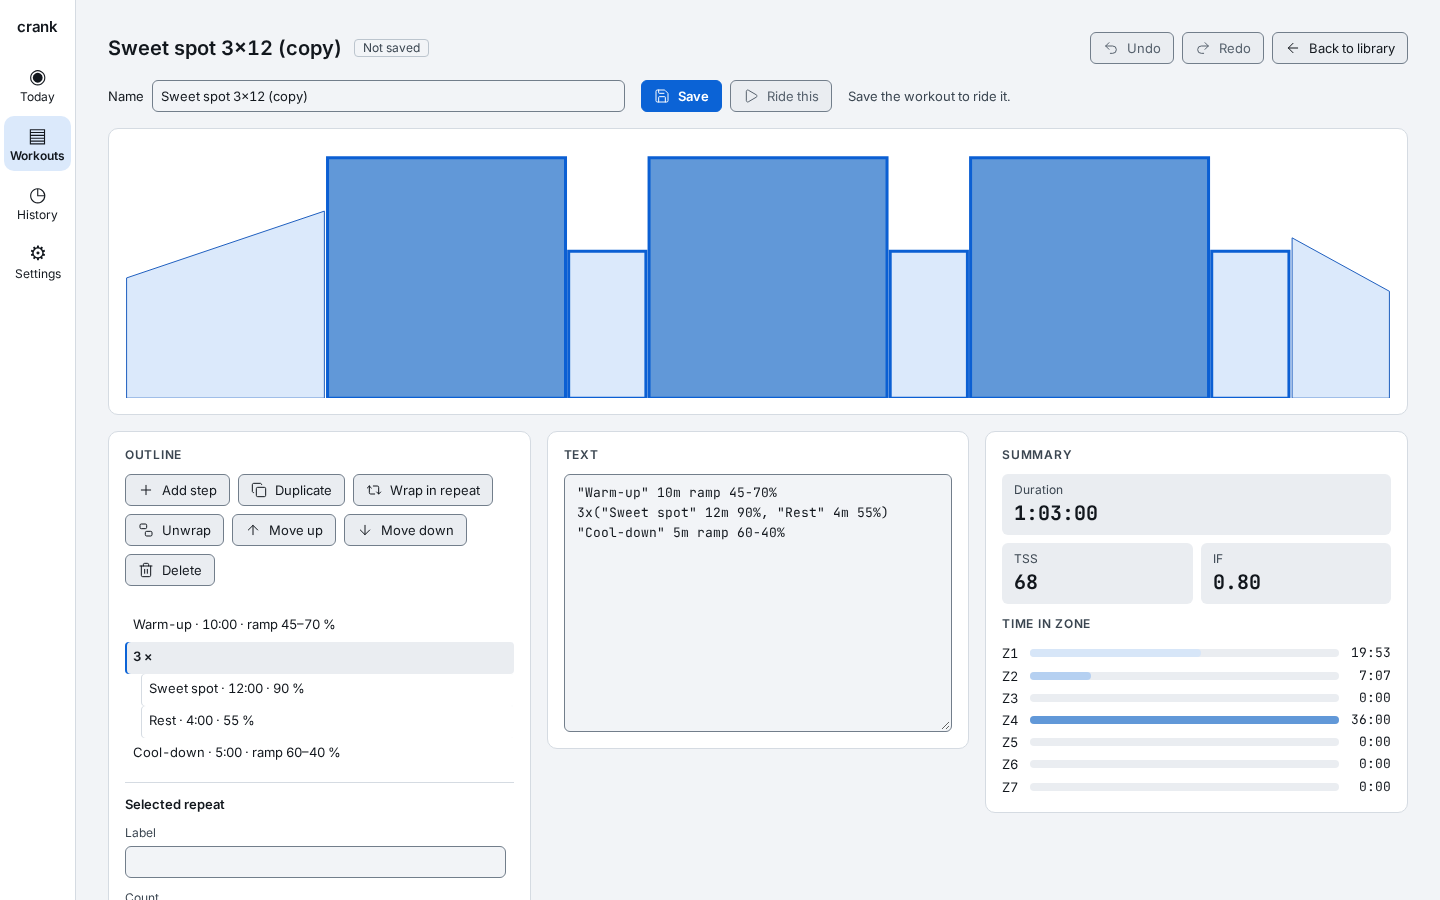 crank
Today
Workouts
History
Settings
Sweet spot 3×12 (copy)
Not saved
Undo
Redo
Back to library
Name
Sweet spot 3×12 (copy)
Save
Ride this
Save the workout to ride it.
OUTLINE
Add step
Duplicate
Wrap in repeat
Unwrap
Move up
Move down
Delete
Warm-up · 10:00 · ramp 45–70 %
3 ×
Sweet spot · 12:00 · 90 %
Rest · 4:00 · 55 %
Cool-down · 5:00 · ramp 60–40 %
Selected repeat
Label
Count
TEXT
"Warm-up" 10m ramp 45-70%
3x("Sweet spot" 12m 90%, "Rest" 4m 55%)
"Cool-down" 5m ramp 60-40%
SUMMARY
Duration
1:03:00
TSS
68
IF
0.80
TIME IN ZONE
Z1 19:53
Z2 7:07
Z3 0:00
Z4 36:00
Z5 0:00
Z6 0:00
Z7 0:00